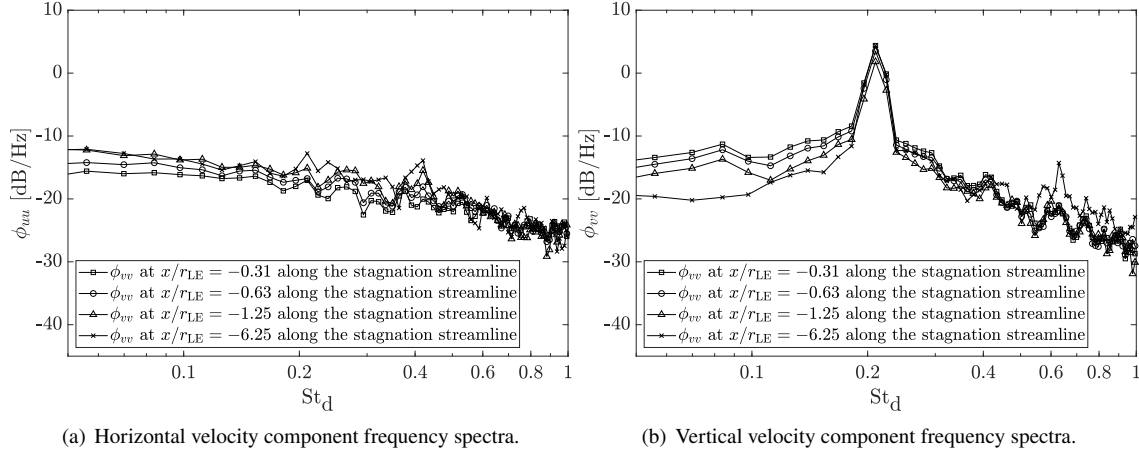 10
0
-10
-20
-30
-40
ϕuu [dB/Hz]
ϕvv at x/rLE = −0.31 along the stagnation streamline
ϕvv at x/rLE = −0.63 along the stagnation streamline
ϕvv at x/rLE = −1.25 along the stagnation streamline
ϕvv at x/rLE = −6.25 along the stagnation streamline
0.1 0.2 0.4 0.6 0.8 1
Std
(a) Horizontal velocity component frequency spectra.
10
0
-10
-20
-30
-40
ϕvv [dB/Hz]
ϕvv at x/rLE = −0.31 along the stagnation streamline
ϕvv at x/rLE = −0.63 along the stagnation streamline
ϕvv at x/rLE = −1.25 along the stagnation streamline
ϕvv at x/rLE = −6.25 along the stagnation streamline
0.1 0.2 0.4 0.6 0.8 1
Std
(b) Vertical velocity component frequency spectra.